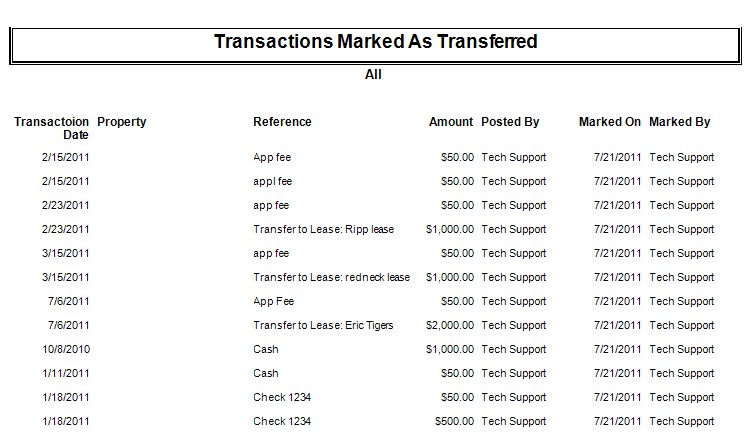 Transactions Marked As Transferred
All
Transactoion Date Property Reference Amount Posted By Marked On Marked By
2/15/2011 App fee $50.00 Tech Support 7/21/2011 Tech Support
2/15/2011 appl fee $50.00 Tech Support 7/21/2011 Tech Support
2/23/2011 app fee $50.00 Tech Support 7/21/2011 Tech Support
2/23/2011 Transfer to Lease: Ripp lease $1,000.00 Tech Support 7/21/2011 Tech Support
3/15/2011 app fee $50.00 Tech Support 7/21/2011 Tech Support
3/15/2011 Transfer to Lease: redneck lease $1,000.00 Tech Support 7/21/2011 Tech Support
7/6/2011 App Fee $50.00 Tech Support 7/21/2011 Tech Support
7/6/2011 Transfer to Lease: Eric Tigers $2,000.00 Tech Support 7/21/2011 Tech Support
10/8/2010 Cash $1,000.00 Tech Support 7/21/2011 Tech Support
1/11/2011 Cash $50.00 Tech Support 7/21/2011 Tech Support
1/18/2011 Check 1234 $50.00 Tech Support 7/21/2011 Tech Support
1/18/2011 Check 1234 $500.00 Tech Support 7/21/2011 Tech Support